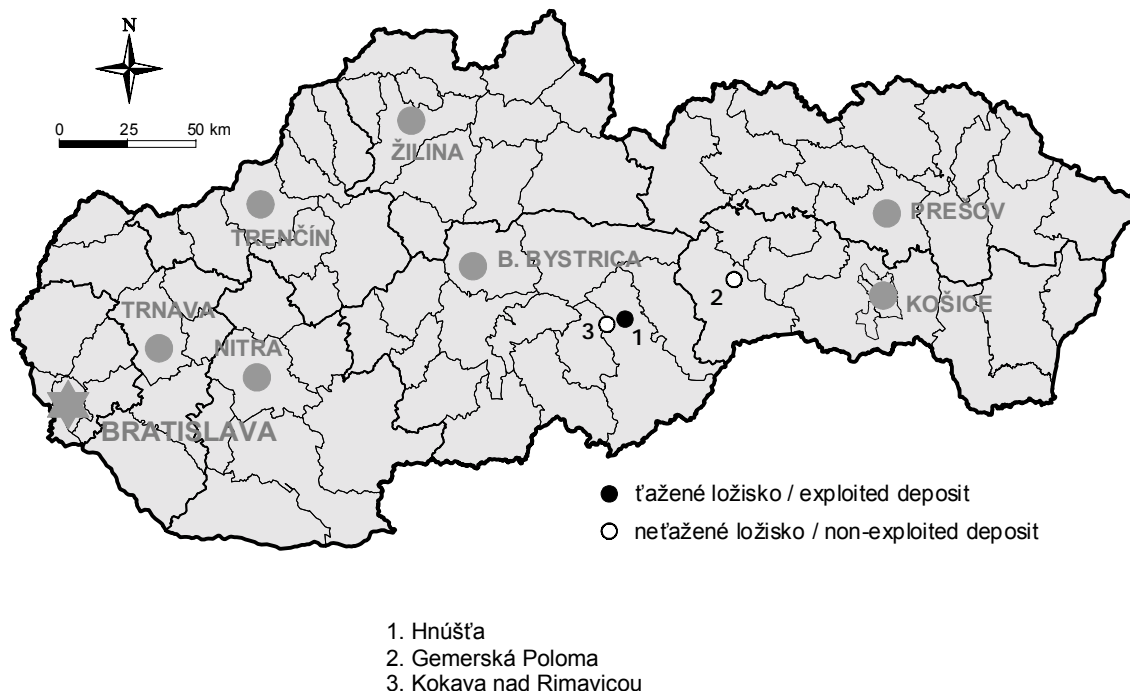 N
0 25 50 km
ŽILINA
PREŠOV
TRENČÍN
B. BYSTRICA
2
KOŠICE
TRNAVA
3
1
NITRA
BRATISLAVA
ťažené ložisko / exploited deposit
neťažené ložisko / non-exploited deposit
1. Hnúšťa
2. Gemerská Poloma
3. Kokava nad Rimavicou